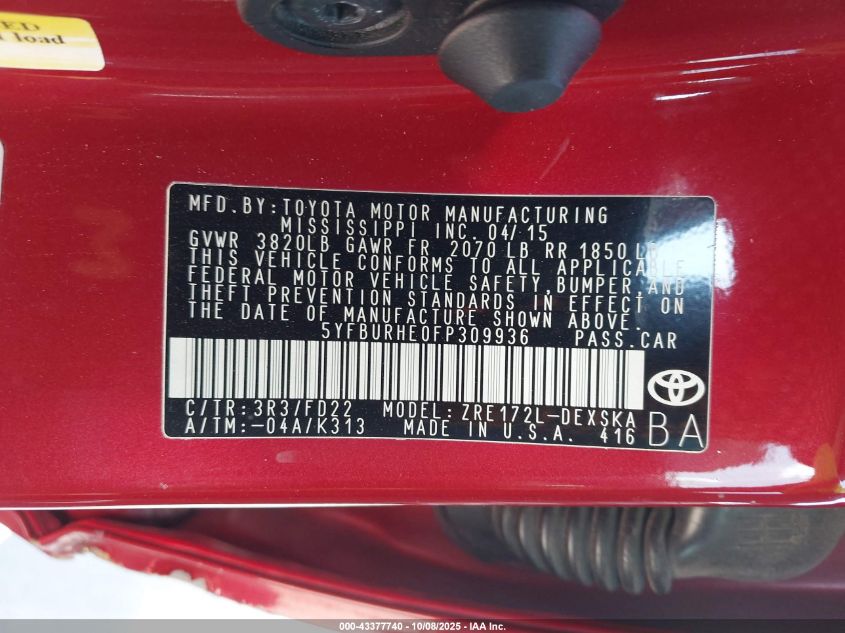 ED
load
MFD.BY:TOYOTA MOTOR MANUFACTURING
MISSISSIPPI INC. 04/15
GVWR 3820LB GAWR FR 2070 LB RR 1850 LB
THIS VEHICLE CONFORMS TO ALL APPLICABLE
FEDERAL MOTOR VEHICLE SAFETY,BUMPER,AND
THEFT PREVENTION STANDARDS IN EFFECT ON
THE DATE OF MANUFACTURE SHOWN ABOVE.
5YFBURHE0FP309936 PASS.CAR
C/TR:3R3/FD22 MODEL:ZRE172L-DEXSKA
A/TM:-04A/K313 MADE IN U.S.A. 416 BA
000-43377740 - 10/08/2025 - IAA Inc.